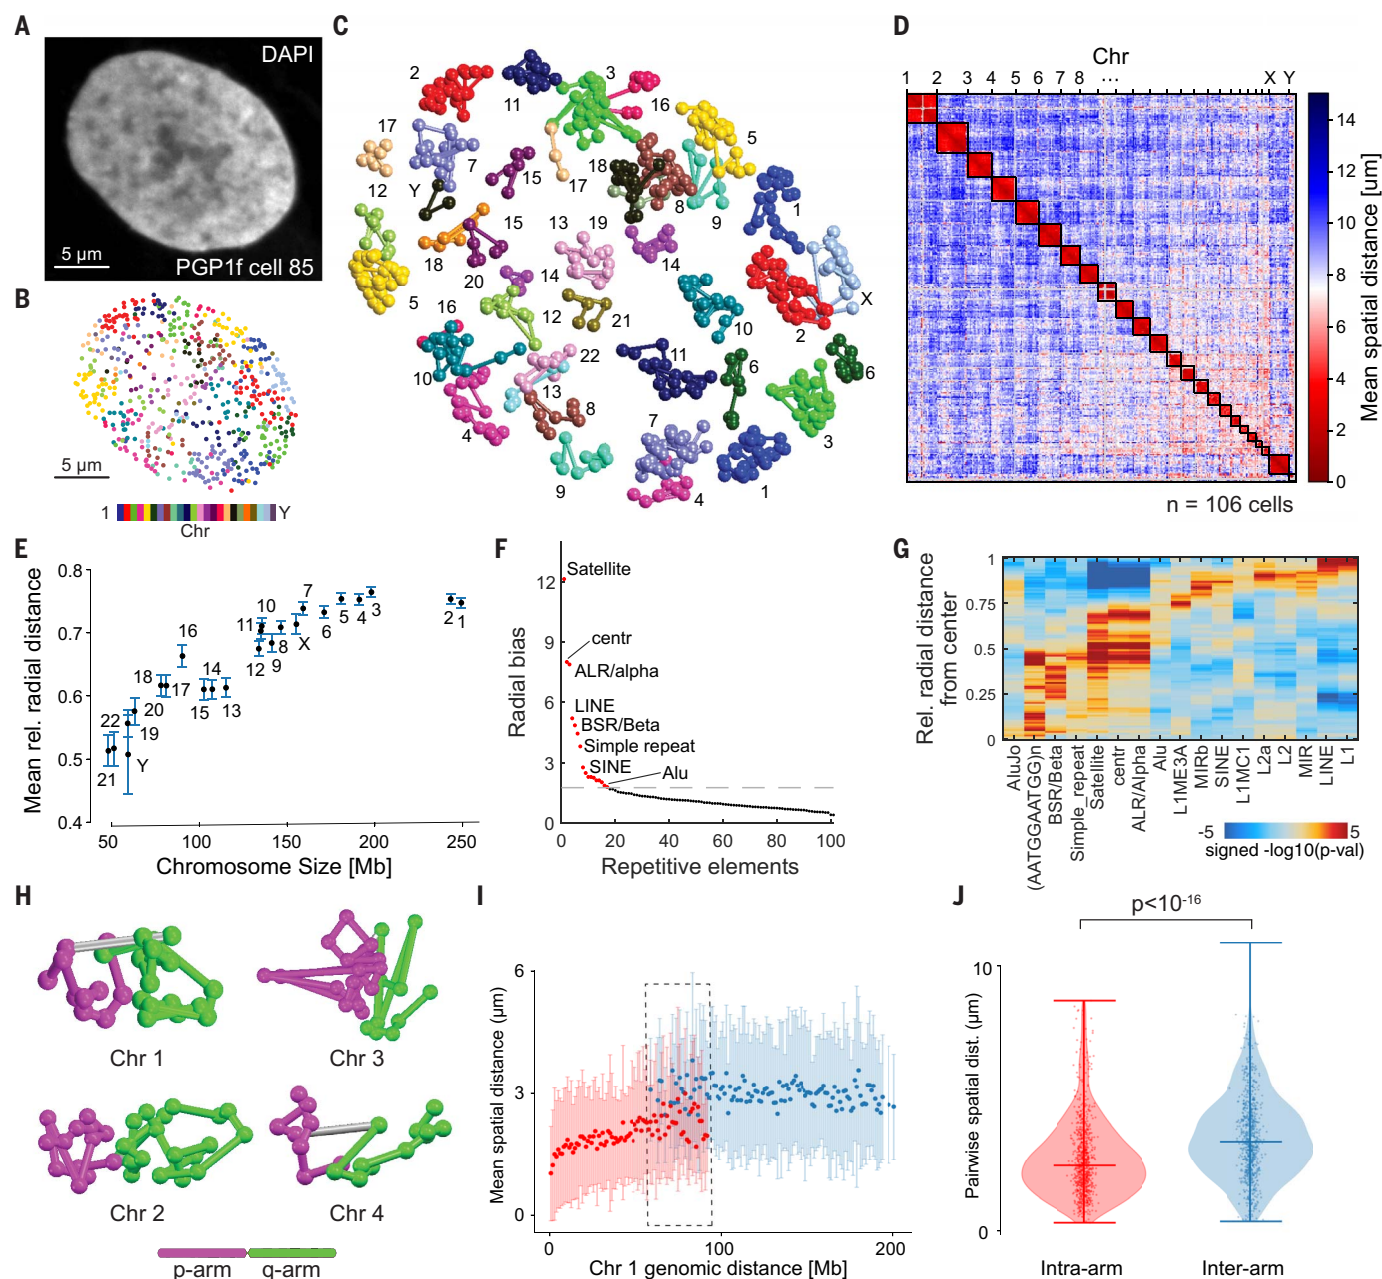 A
DAPI
5 µm
PGP1f cell 85
B
5 µm
1
Y
Chr
C
2
11
3
16
5
17
7
15
17
18
8
9
1
12
Y
15
13
19
14
18
20
14
X
5
16
12
21
10
2
10
22
11
6
6
13
4
8
7
3
9
4
1
D
Chr
1 2 3 4 5 6 7 8 ... X Y
14
12
10
8
6
4
2
0
Mean spatial distance [um]
n = 106 cells
E
Mean rel. radial distance
0.8
0.7
0.6
0.5
0.4
22
21
19
Y
20
18
17
16
15
14
13
11
10
12
9
8
X
7
6
5
4
3
2
1
50 100 150 200 250
Chromosome Size [Mb]
F
Radial bias
12
9
6
3
0
Satellite
centr
ALR/alpha
LINE
BSR/Beta
Simple repeat
SINE
Alu
0 20 40 60 80 100
Repetitive elements
G
Rel. radial distance
from center
1
0.75
0.5
0.25
0
AluJo
(AATGGAATGG)n
BSR/Beta
Simple_repeat
Satellite
centr
ALR/Alpha
Alu
L1ME3A
MIRb
SINE
L1MC1
L2a
L2
MIR
LINE
L1
-5
5
signed -log10(p-val)
H
Chr 1
Chr 3
Chr 2
Chr 4
p-arm
q-arm
I
Mean spatial distance (µm)
6
3
0
0 100 200
Chr 1 genomic distance [Mb]
J
p<10⁻¹⁶
Pairwise spatial dist. (µm)
10
0
Intra-arm
Inter-arm